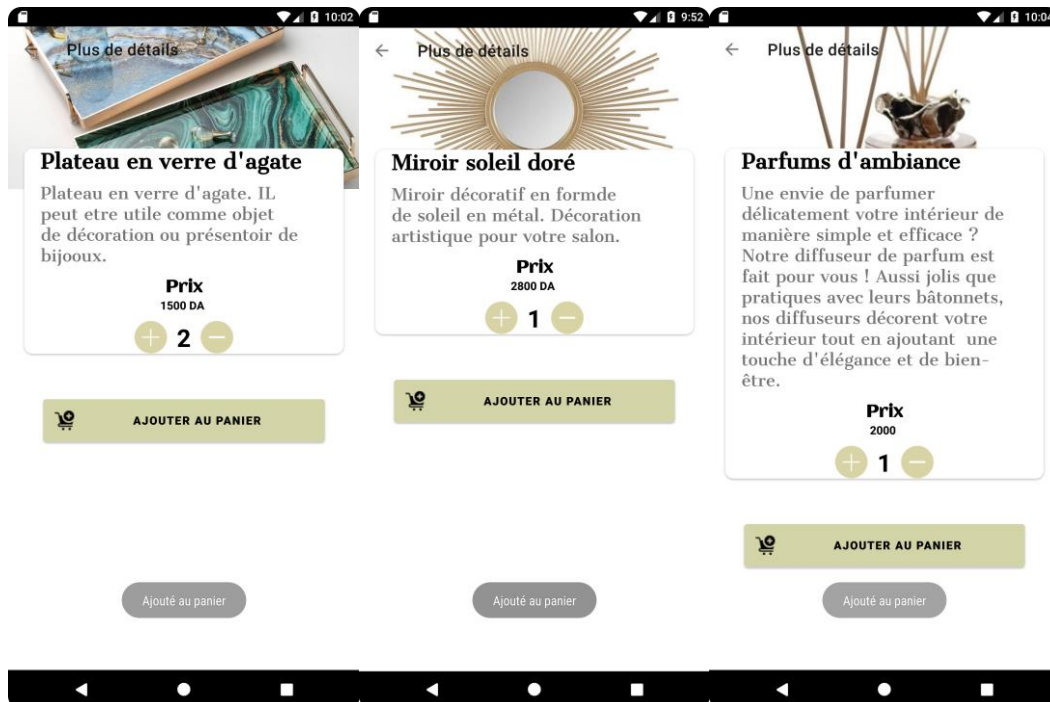 10:02
Plus de détails
Plateau en verre d'agate
Plateau en verre d'agate. IL
peut etre utile comme objet
de décoration ou présentoir de
bijooux.
Prix
1500 DA
2
AJOUTER AU PANIER
Ajouté au panier
9:52
Plus de détails
Miroir soleil doré
Miroir décoratif en formde
de soleil en métal. Décoration
artistique pour votre salon.
Prix
2800 DA
1
AJOUTER AU PANIER
Ajouté au panier
10:04
Plus de détails
Parfums d'ambiance
Une envie de parfumer
délicatement votre intérieur de
manière simple et efficace ?
Notre diffuseur de parfum est
fait pour vous ! Aussi jolis que
pratiques avec leurs bâtonnets,
nos diffuseurs décorent votre
intérieur tout en ajoutant  une
touche d'élégance et de bien-
être.
Prix
2000
1
AJOUTER AU PANIER
Ajouté au panier